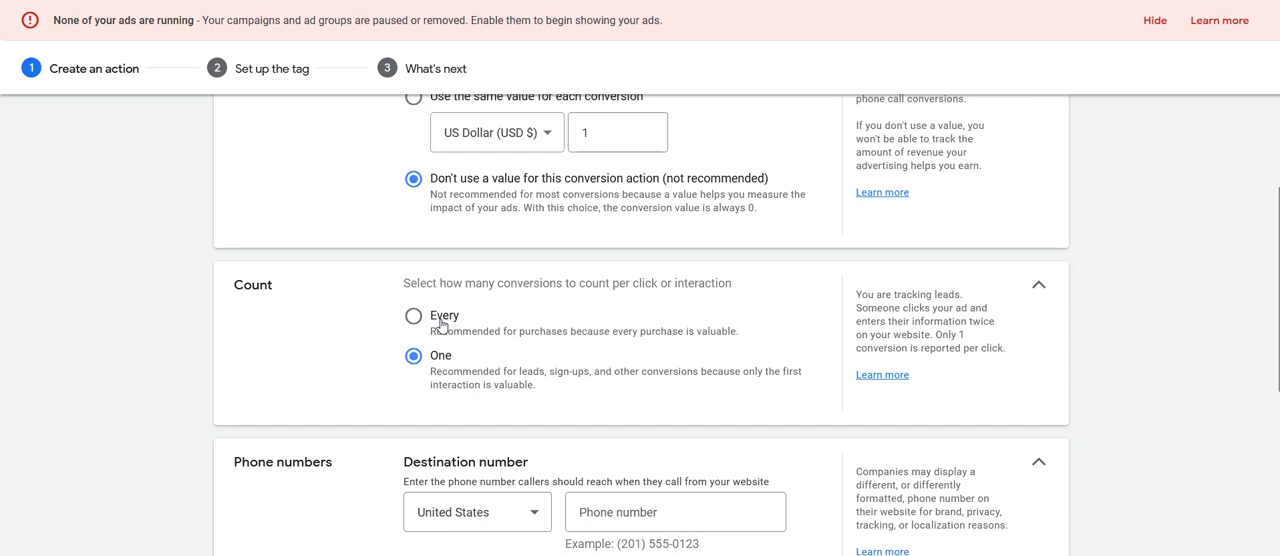 None of your ads are running - Your campaigns and ad groups are paused or removed. Enable them to begin showing your ads.
Hide
Learn more
1 Create an action
2 Set up the tag
3 What's next
Use the same value for each conversion
US Dollar (USD $)
1
Don't use a value for this conversion action (not recommended)
Not recommended for most conversions because a value helps you measure the
impact of your ads. With this choice, the conversion value is always 0.
phone call conversions.
If you don't use a value, you
won't be able to track the
amount of revenue your
advertising helps you earn.
Learn more
Count
Select how many conversions to count per click or interaction
Every
Recommended for purchases because every purchase is valuable.
One
Recommended for leads, sign-ups, and other conversions because only the first
interaction is valuable.
You are tracking leads.
Someone clicks your ad and
enters their information twice
on your website. Only 1
conversion is reported per click.
Learn more
Phone numbers
Destination number
Enter the phone number callers should reach when they call from your website
United States
Phone number
Example: (201) 555-0123
Companies may display a
different, or differently
formatted, phone number on
their website for brand, privacy,
tracking, or localization reasons.
Learn more